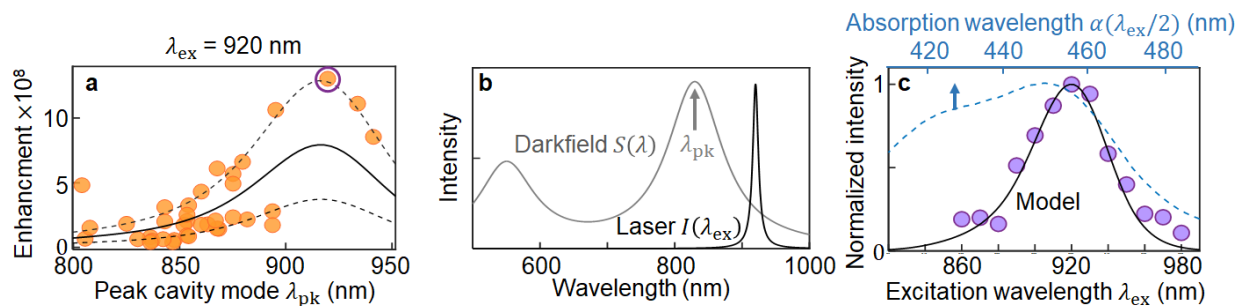 λex = 920 nm
a
Enhancment ×10⁸
10
5
0
800 850 900 950
Peak cavity mode λpk (nm)
b
Intensity
Darkfield S(λ)
λpk
Laser I(λex)
600 800 1000
Wavelength (nm)
Absorption wavelength α(λex/2) (nm)
420 440 460 480
c
Normalized intensity
1
0
Model
860 920 980
Excitation wavelength λex (nm)